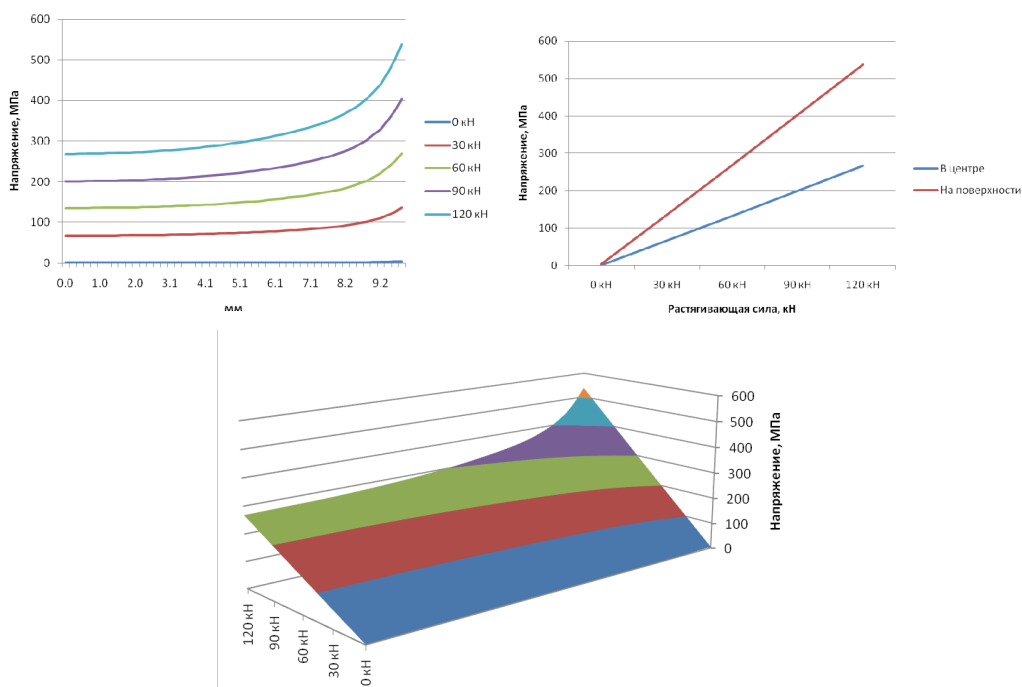 600
500
400
300
200
100
0
Напряжение, МПа
0.0 1.0 2.0 3.1 4.1 5.1 6.1 7.1 8.2 9.2
мм
0 кН
30 кН
60 кН
90 кН
120 кН
600
500
400
300
200
100
0
Напряжение, МПа
0 кН 30 кН 60 кН 90 кН 120 кН
Растягивающая сила, кН
В центре
На поверхности
600
500
400
300
200
100
0
Напряжение, МПа
120 кН
90 кН
60 кН
30 кН
0 кН